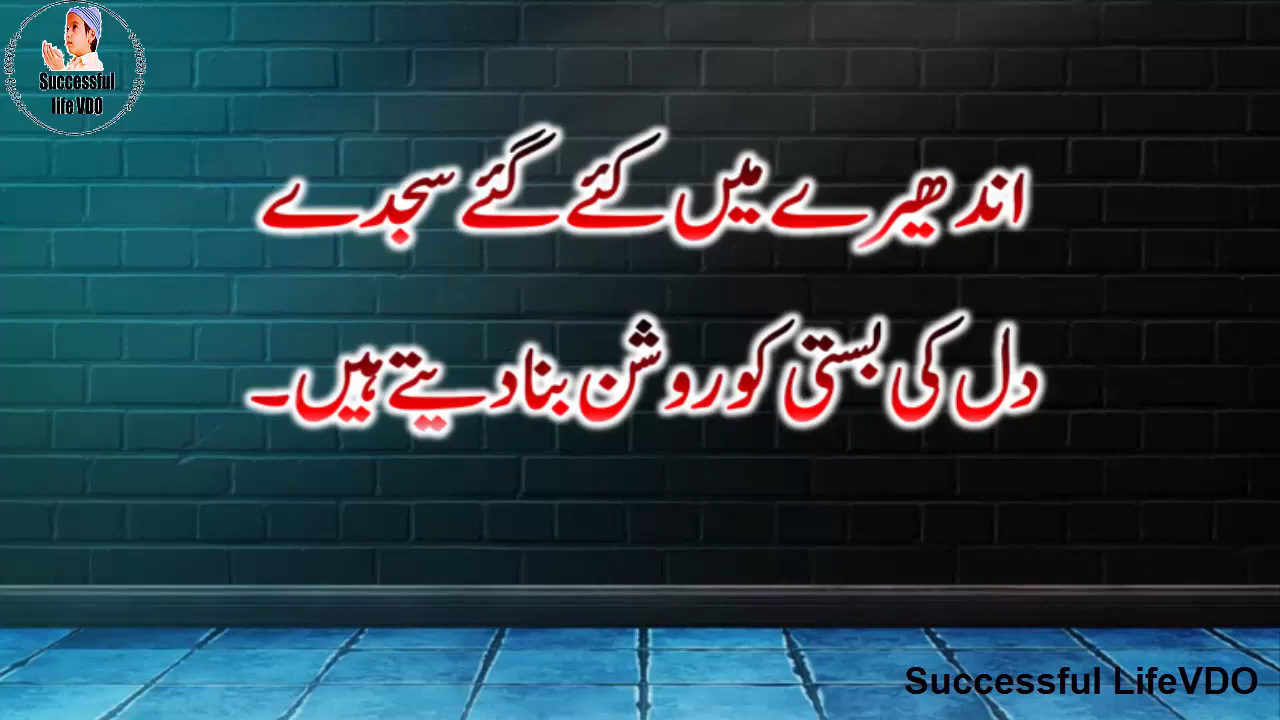 Successful
life VDO
اندھیرے میں کئے گئے سجدے
دل کی بستی کو روشن بنا دیتے ہیں۔
Successful LifeVDO